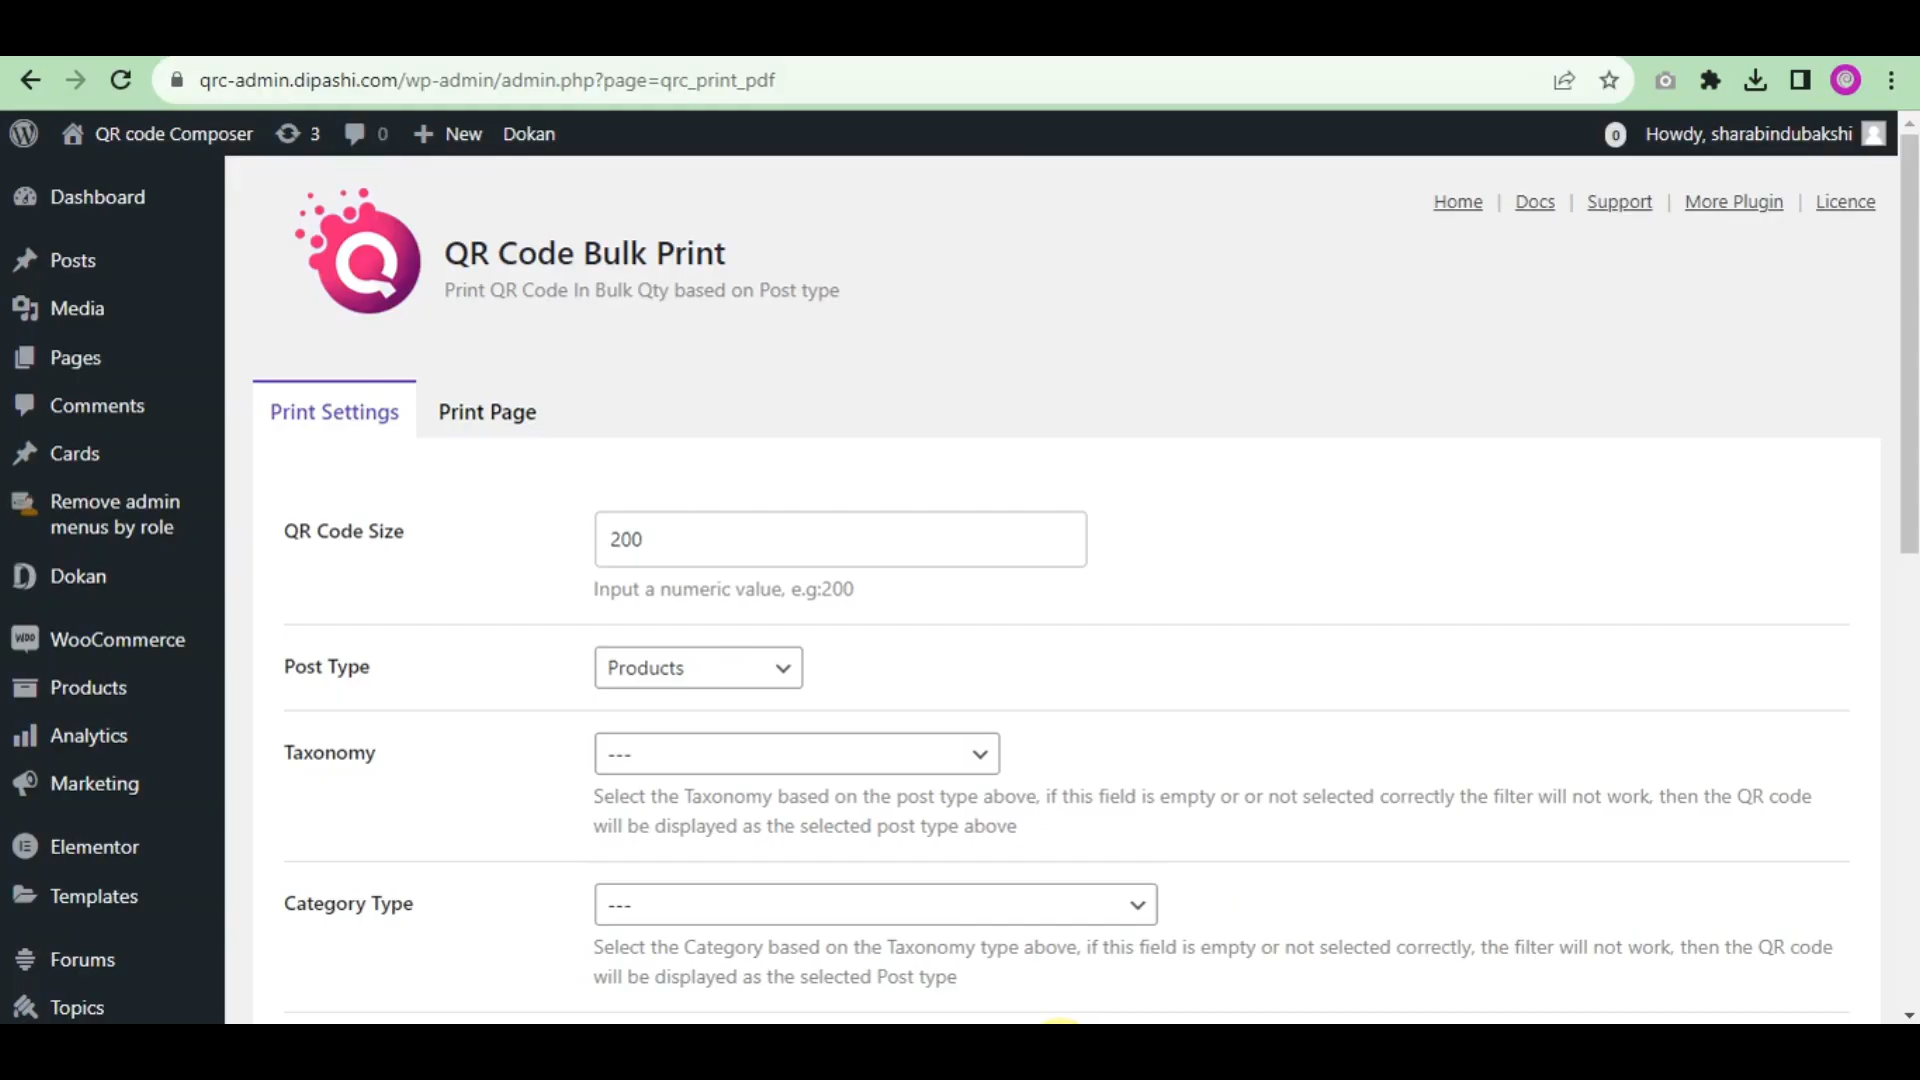 qrc-admin.dipashi.com/wp-admin/admin.php?page=qrc_print_pdf
QR code Composer 3 0 New Dokan 0 Howdy, sharabindubakshi
Dashboard
Posts
Media
Pages
Comments
Cards
Remove admin
menus by role
Dokan
WooCommerce
Products
Analytics
Marketing
Elementor
Templates
Forums
Topics
Home | Docs | Support | More Plugin | Licence
QR Code Bulk Print
Print QR Code In Bulk Qty based on Post type
Print Settings Print Page
QR Code Size 200
Input a numeric value, e.g:200
Post Type Products
Taxonomy ---
Select the Taxonomy based on the post type above, if this field is empty or or not selected correctly the filter will not work, then the QR code
will be displayed as the selected post type above
Category Type ---
Select the Category based on the Taxonomy type above, if this field is empty or not selected correctly, the filter will not work, then the QR code
will be displayed as the selected Post type